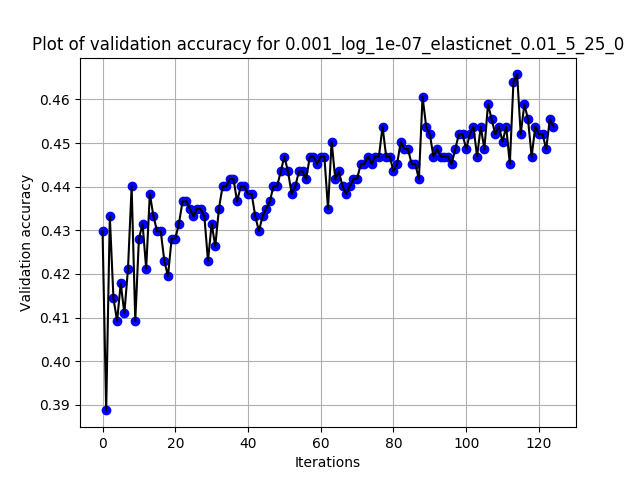 Plot of validation accuracy for 0.001_log_1e-07_elasticnet_0.01_5_25_0
0.46
0.45
0.44
0.43
0.42
0.41
0.40
0.39
Validation accuracy
0 20 40 60 80 100 120
Iterations